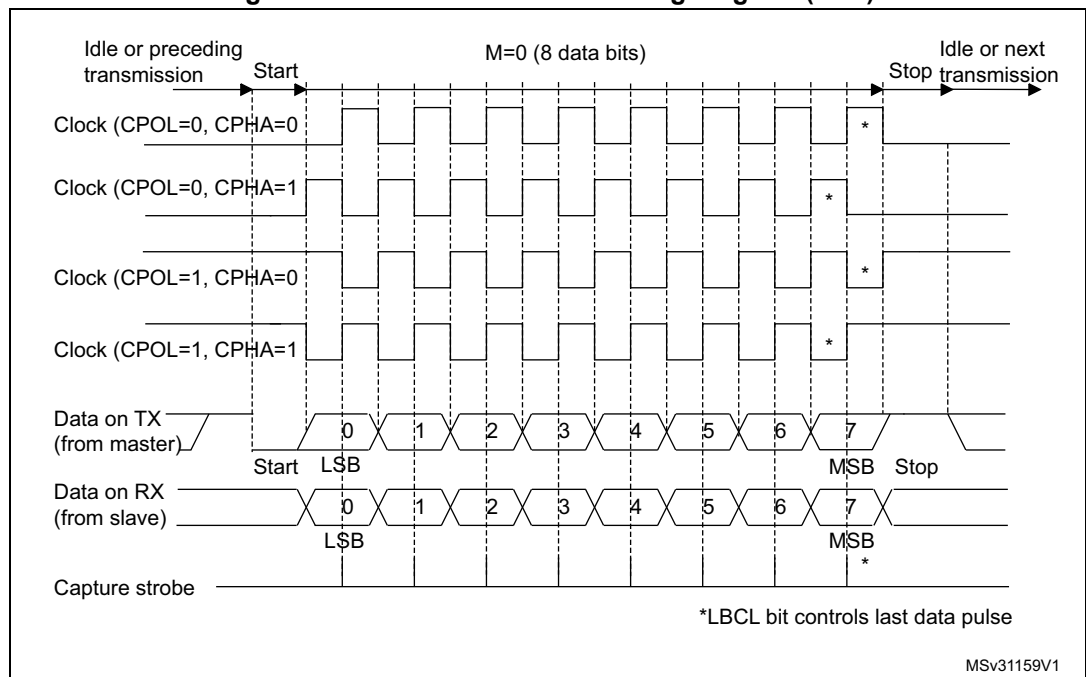 Idle or preceding
transmission
Start
M=0 (8 data bits)
Stop
Idle or next
transmission
Clock (CPOL=0, CPHA=0
*
Clock (CPOL=0, CPHA=1
*
Clock (CPOL=1, CPHA=0
*
Clock (CPOL=1, CPHA=1
*
Data on TX
(from master)
0 1 2 3 4 5 6 7
Start LSB MSB Stop
Data on RX
(from slave)
0 1 2 3 4 5 6 7
LSB MSB
*
Capture strobe
*LBCL bit controls last data pulse
MSv31159V1